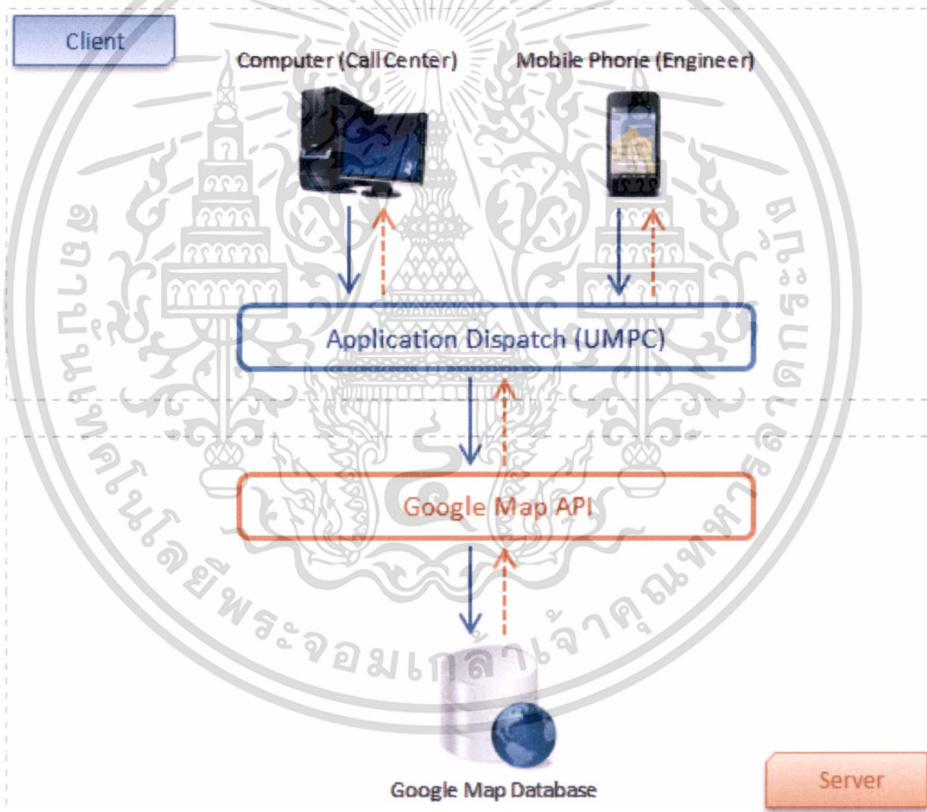 Client
Computer (Call Center)
Mobile Phone (Engineer)
Application Dispatch (UMPC)
Google Map API
Google Map Database
Server
สถาบันเทคโนโลยีพระจอมเกล้าเจ้าคุณทหารลาดกระบัง